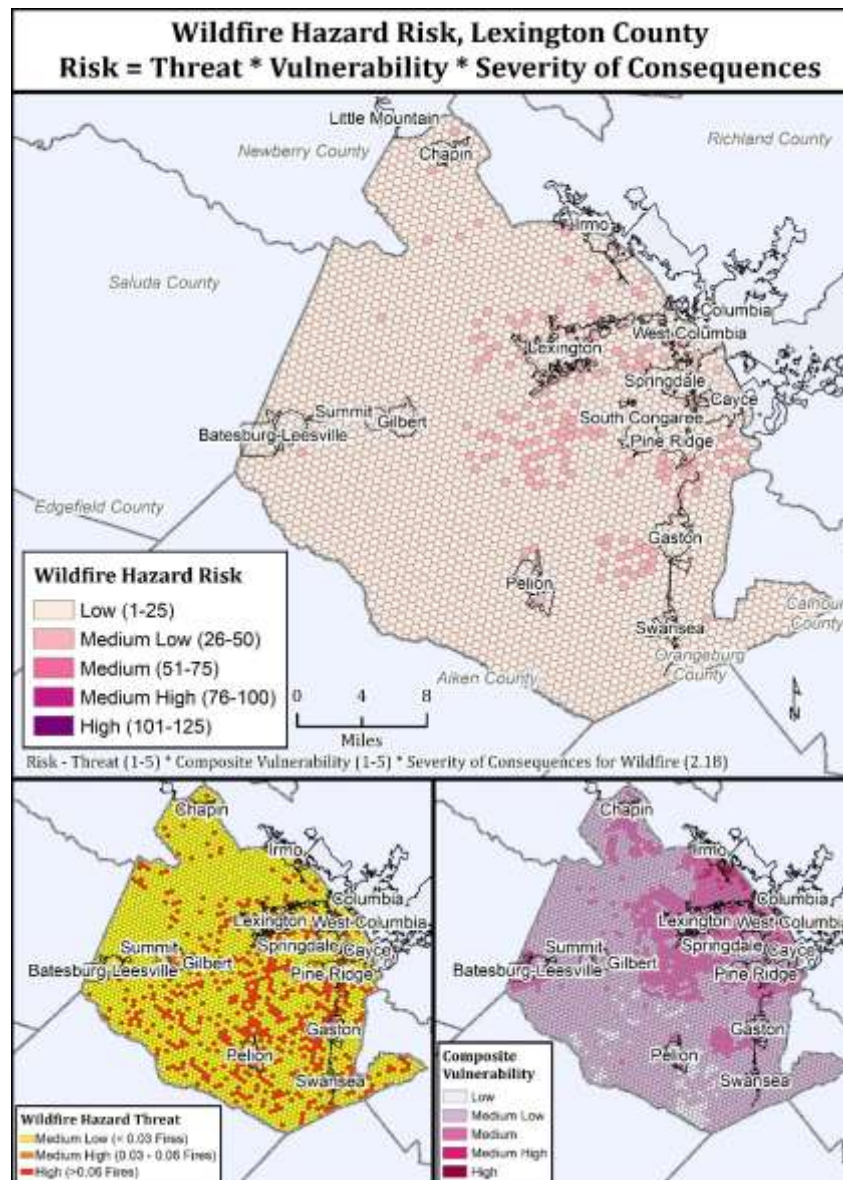 Wildfire Hazard Risk, Lexington County
Risk = Threat * Vulnerability * Severity of Consequences
Little Mountain
Newberry County
Richland County
Chapin
Irmo
Saluda County
Columbia
West Columbia
Lexington
Springdale
Cayce
Summit
Gilbert
South Congaree
Batesburg-Leesville
Pine Ridge
Edgefield County
Gaston
Wildfire Hazard Risk
Low (1-25)
Medium Low (26-50)
Medium (51-75)
Medium High (76-100)
High (101-125)
Pelion
Calhoun
County
Swansea
Orangeburg
County
Aiken County
0 4 8
Miles
N
Risk - Threat (1-5) * Composite Vulnerability (1-5) * Severity of Consequences for Wildfire (2.18)
Chapin
Irmo
Columbia
Lexington West-Columbia
Springdale
Cayce
Summit
Gilbert
Batesburg-Leesville
Pine Ridge
Gaston
Pelion
Swansea
Wildfire Hazard Threat
Medium Low (< 0.03 Fires)
Medium High (0.03 - 0.06 Fires)
High (>0.06 Fires)
Chapin
Irmo
Columbia
Lexington West-Columbia
Springdale
Cayce
Summit
Gilbert
Batesburg-Leesville
Pine Ridge
Gaston
Pelion
Swansea
Composite
Vulnerability
Low
Medium Low
Medium
Medium High
High